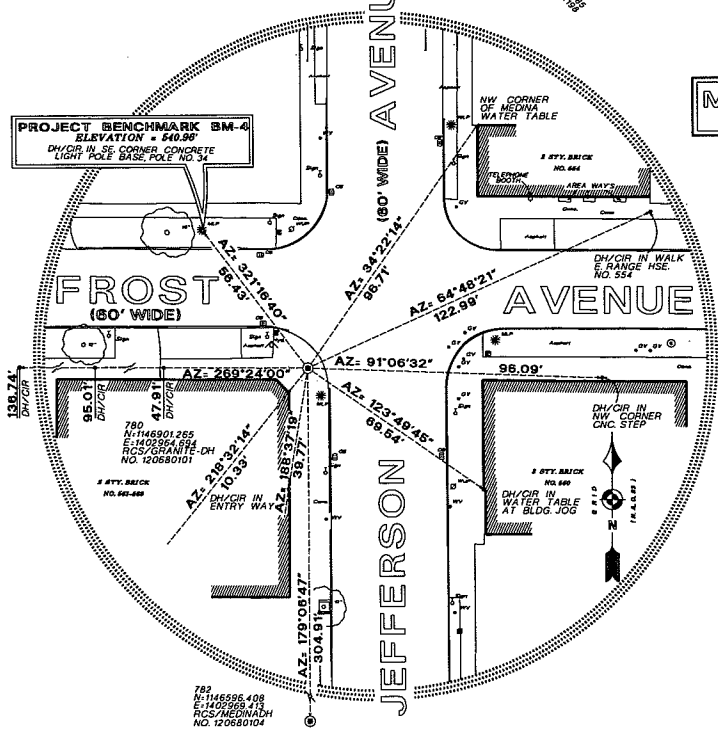 AVENUE
(60' WIDE)
PROJECT BENCHMARK BM-4
ELEVATION = 540.96'
DH/CIR. IN SE. CORNER CONCRETE
LIGHT POLE BASE, POLE NO. 34
NW CORNER
OF MEDINA
WATER TABLE
2 STY. BRICK
NO. 554
TELEPHONE
BOOTH
AREA WAY'S
DH/CIR IN WALK
E. RANGE HSE.
NO. 554
FROST
(60' WIDE)
AVENUE
AZ= 321°16'40"
56.43'
AZ= 34°22'14"
96.71'
AZ= 64°48'21"
122.99'
AZ= 91°06'32"
96.09'
AZ= 123°49'45"
69.54'
AZ= 269°24'00"
136.74'
DH/CIR
95.01'
DH/CIR
47.91'
DH/CIR
780
N=1146901.265
E=1402964.694
RCS/GRANITE-DH
NO. 120680101
AZ= 218°32'14"
10.33'
DH/CIR IN
ENTRY WAY
AZ= 188°37'19"
39.77'
2 STY. BRICK
DH/CIR IN
NW CORNER
CNC. STEP
2 STY. BRICK
NO. 560
DH/CIR IN
WATER TABLE
AT BLDG. JOG
GRID
N
JEFFERSON
AZ= 179°06'47"
304.91'
782
N=1146596.408
E=1402969.413
RCS/MEDINADH
NO. 120680104